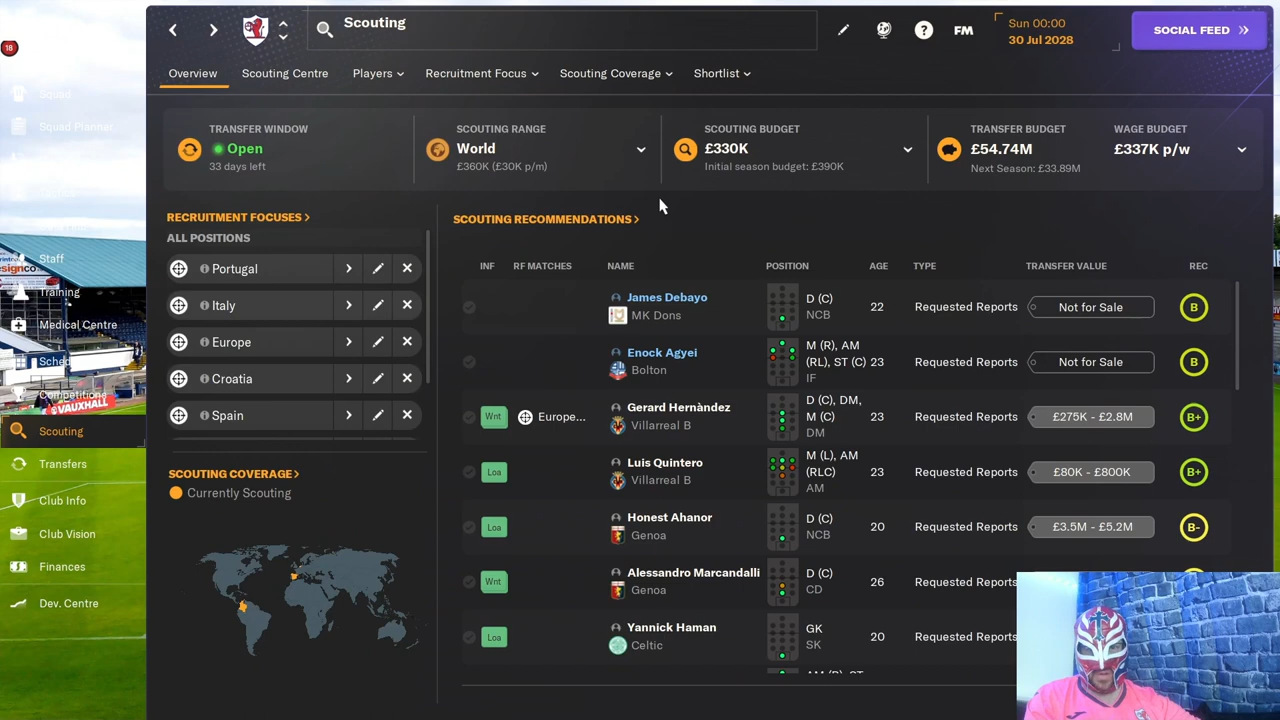 Scouting
FM
Sun 00:00
30 Jul 2028
SOCIAL FEED
18
Squad
Squad Planner
Staff
Training
Medical Centre
Sched
Competitions
VAUXHALL
Scouting
Transfers
Club Info
Club Vision
Finances
Dev. Centre
Overview
Scouting Centre
Players
Recruitment Focus
Scouting Coverage
Shortlist
TRANSFER WINDOW
Open
33 days left
SCOUTING RANGE
World
£360K (£30K p/m)
SCOUTING BUDGET
£330K
Initial season budget: £390K
TRANSFER BUDGET
£54.74M
Next Season: £33.89M
WAGE BUDGET
£337K p/w
RECRUITMENT FOCUSES >
ALL POSITIONS
Portugal
Italy
Europe
Croatia
Spain
SCOUTING COVERAGE >
Currently Scouting
SCOUTING RECOMMENDATIONS >
INF RF MATCHES NAME POSITION AGE TYPE TRANSFER VALUE REC
James Debayo
MK Dons
D (C)
NCB
22
Requested Reports
Not for Sale
B
Enock Agyei
Bolton
M (R), AM
(RL), ST (C)
IF
23
Requested Reports
Not for Sale
B
Wnt
Europe...
Gerard Hernàndez
Villarreal B
D (C), DM,
M (C)
DM
23
Requested Reports
£275K - £2.8M
B+
Loa
Luis Quintero
Villarreal B
M (L), AM
(RLC)
AM
23
Requested Reports
£80K - £800K
B+
Loa
Honest Ahanor
Genoa
D (C)
NCB
20
Requested Reports
£3.5M - £5.2M
B-
Wnt
Alessandro Marcandalli
Genoa
D (C)
CD
26
Requested Reports
Loa
Yannick Haman
Celtic
GK
SK
20
Requested Reports